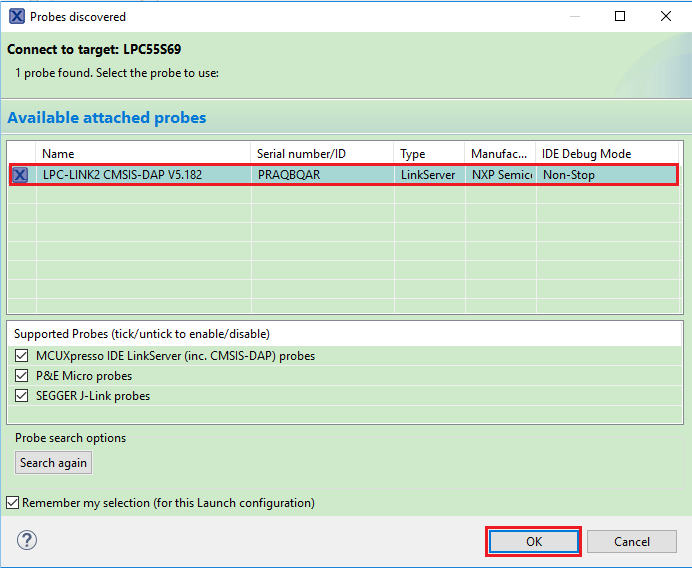 Probes discovered
Connect to target: LPC55S69
1 probe found. Select the probe to use:
Available attached probes
Name Serial number/ID Type Manufac... IDE Debug Mode
LPC-LINK2 CMSIS-DAP V5.182 PRAQBQAR LinkServer NXP Semic Non-Stop
Supported Probes (tick/untick to enable/disable)
MCUXpresso IDE LinkServer (inc. CMSIS-DAP) probes
P&E Micro probes
SEGGER J-Link probes
Probe search options
Search again
Remember my selection (for this Launch configuration)
? OK Cancel